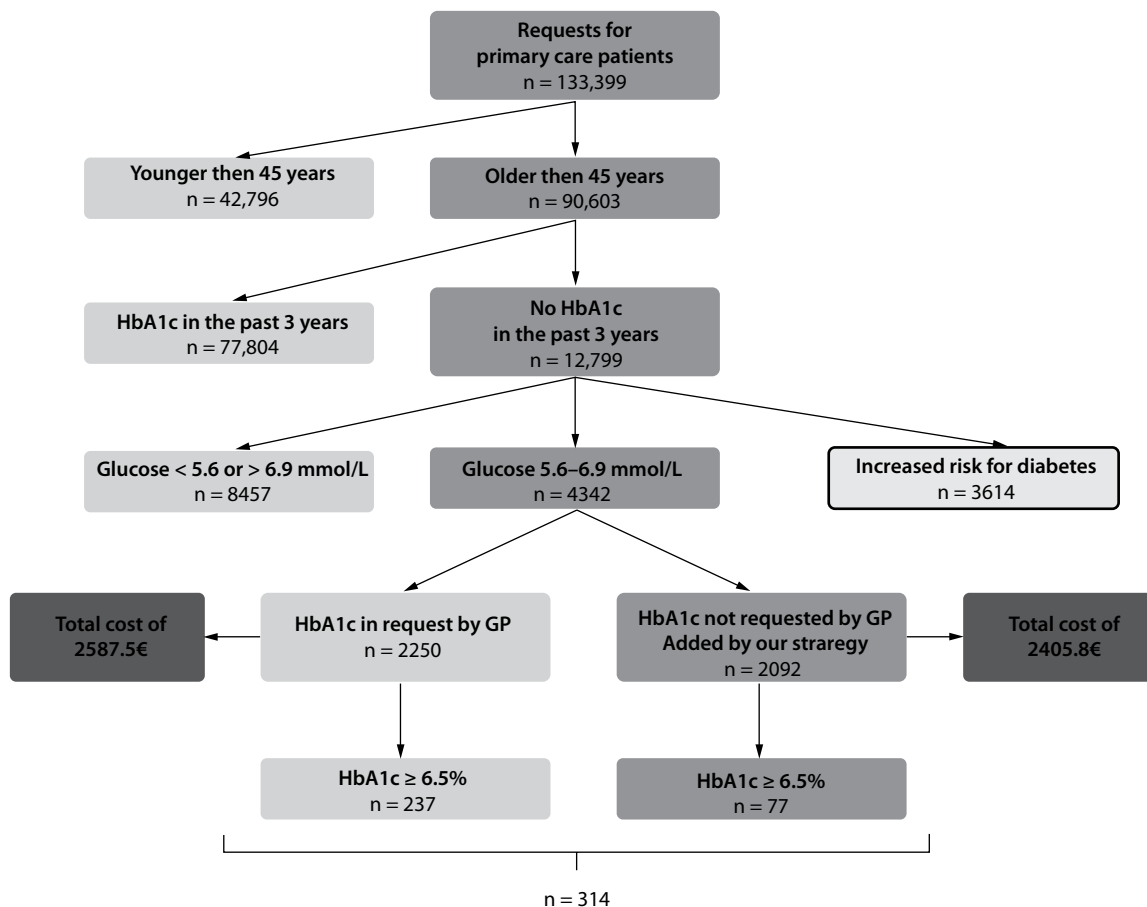 Requests for
primary care patients
n = 133,399
Younger then 45 years
n = 42,796
Older then 45 years
n = 90,603
HbA1c in the past 3 years
n = 77,804
No HbA1c
in the past 3 years
n = 12,799
Glucose < 5.6 or > 6.9 mmol/L
n = 8457
Glucose 5.6–6.9 mmol/L
n = 4342
Increased risk for diabetes
n = 3614
Total cost of
2587.5€
HbA1c in request by GP
n = 2250
HbA1c not requested by GP
Added by our straregy
n = 2092
Total cost of
2405.8€
HbA1c ≥ 6.5%
n = 237
HbA1c ≥ 6.5%
n = 77
n = 314